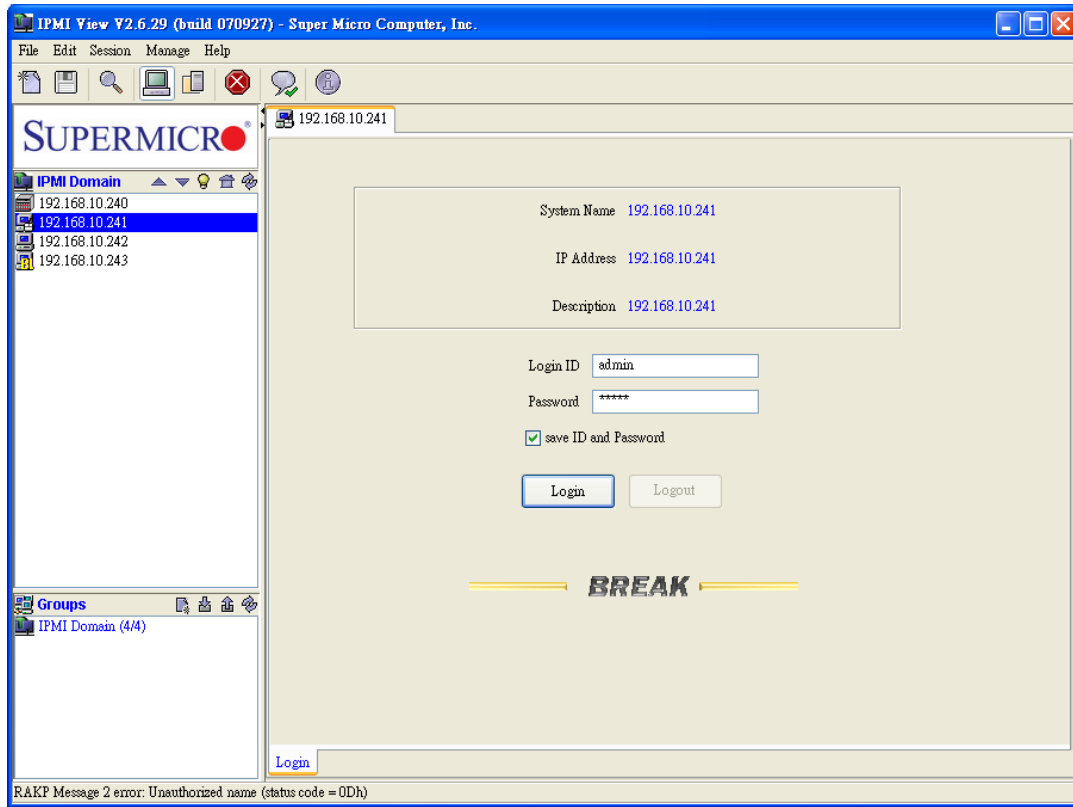 IPMI View V2.6.29 (build 070927) - Super Micro Computer, Inc.
File Edit Session Manage Help
SUPERMICRO®
IPMI Domain
192.168.10.240
192.168.10.241
192.168.10.242
192.168.10.243
Groups
IPMI Domain (4/4)
192.168.10.241
System Name 192.168.10.241
IP Address 192.168.10.241
Description 192.168.10.241
Login ID admin
Password *****
save ID and Password
Login Logout
BREAK
Login
RAKP Message 2 error: Unauthorized name (status code = 0Dh)